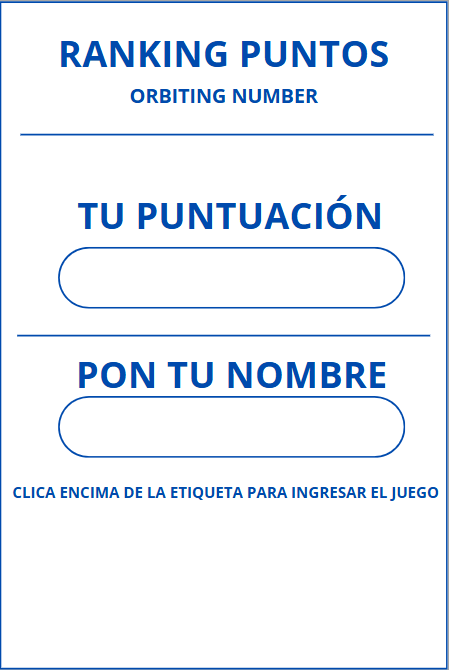 RANKING PUNTOS
ORBITING NUMBER
TU PUNTUACIÓN
PON TU NOMBRE
CLICA ENCIMA DE LA ETIQUETA PARA INGRESAR EL JUEGO